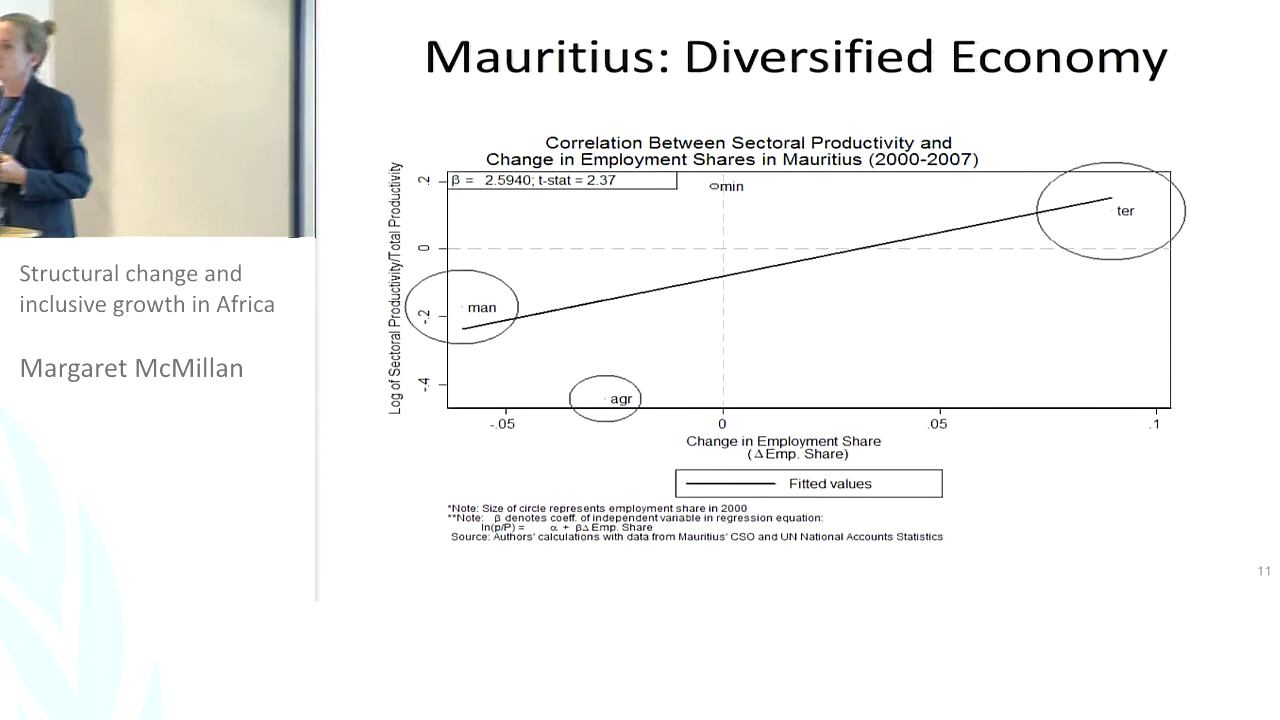 Mauritius: Diversified Economy
Correlation Between Sectoral Productivity and
Change in Employment Shares in Mauritius (2000-2007)
β = 2.5940; t-stat = 2.37
Log of Sectoral Productivity/Total Productivity
.2
0
-.2
-.4
min
ter
man
agr
-.05
0
.05
.1
Change in Employment Share
(Δ Emp. Share)
Fitted values
*Note: Size of circle represents employment share in 2000
**Note: β denotes coeff. of independent variable in regression equation:
ln(p/P) = α + βΔ Emp. Share
Source: Authors' calculations with data from Mauritius' CSO and UN National Accounts Statistics
11
Structural change and
inclusive growth in Africa
Margaret McMillan